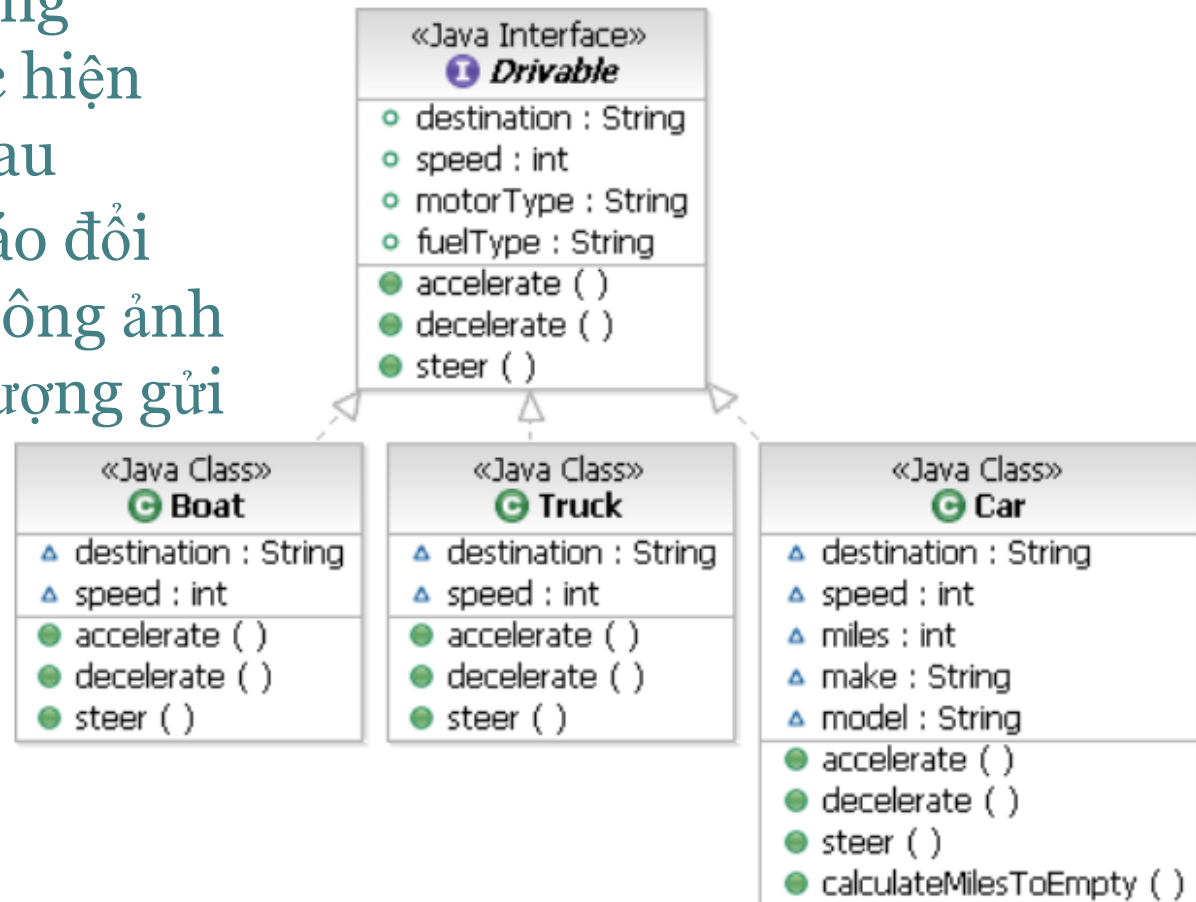 hiện
au
đổi
ông ảnh
ượng gửi
«Java Interface»
I Drivable
destination : String
speed : int
motorType : String
fuelType : String
accelerate ( )
decelerate ( )
steer ( )
«Java Class»
C Boat
destination : String
speed : int
accelerate ( )
decelerate ( )
steer ( )
«Java Class»
C Truck
destination : String
speed : int
accelerate ( )
decelerate ( )
steer ( )
«Java Class»
C Car
destination : String
speed : int
miles : int
make : String
model : String
accelerate ( )
decelerate ( )
steer ( )
calculateMilesToEmpty ( )